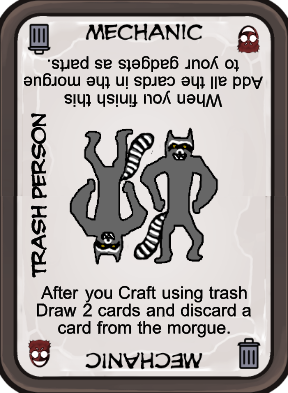 MECHANIC
When you finish this
Add all the cards in the morgue
to your gadgets as parts.
TRASH PERSON
After you Craft using trash
Draw 2 cards and discard a
card from the morgue.
MECHANIC